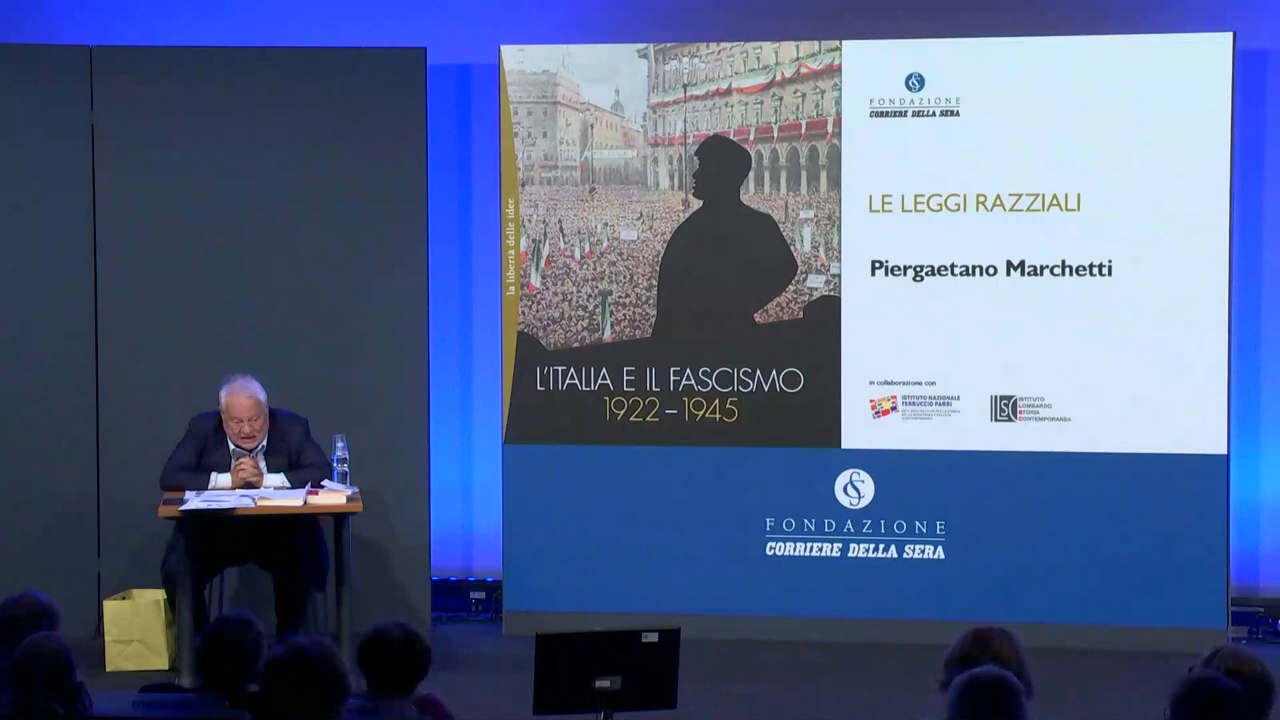 la libertà delle idee
L'ITALIA E IL FASCISMO
1922 – 1945
FONDAZIONE
CORRIERE DELLA SERA
LE LEGGI RAZZIALI
Piergaetano Marchetti
in collaborazione con
ISTITUTO NAZIONALE
FERRUCCIO PARRI
ISTITUTO
LOMBARDO
STORIA
CONTEMPORANEA
FONDAZIONE
CORRIERE DELLA SERA